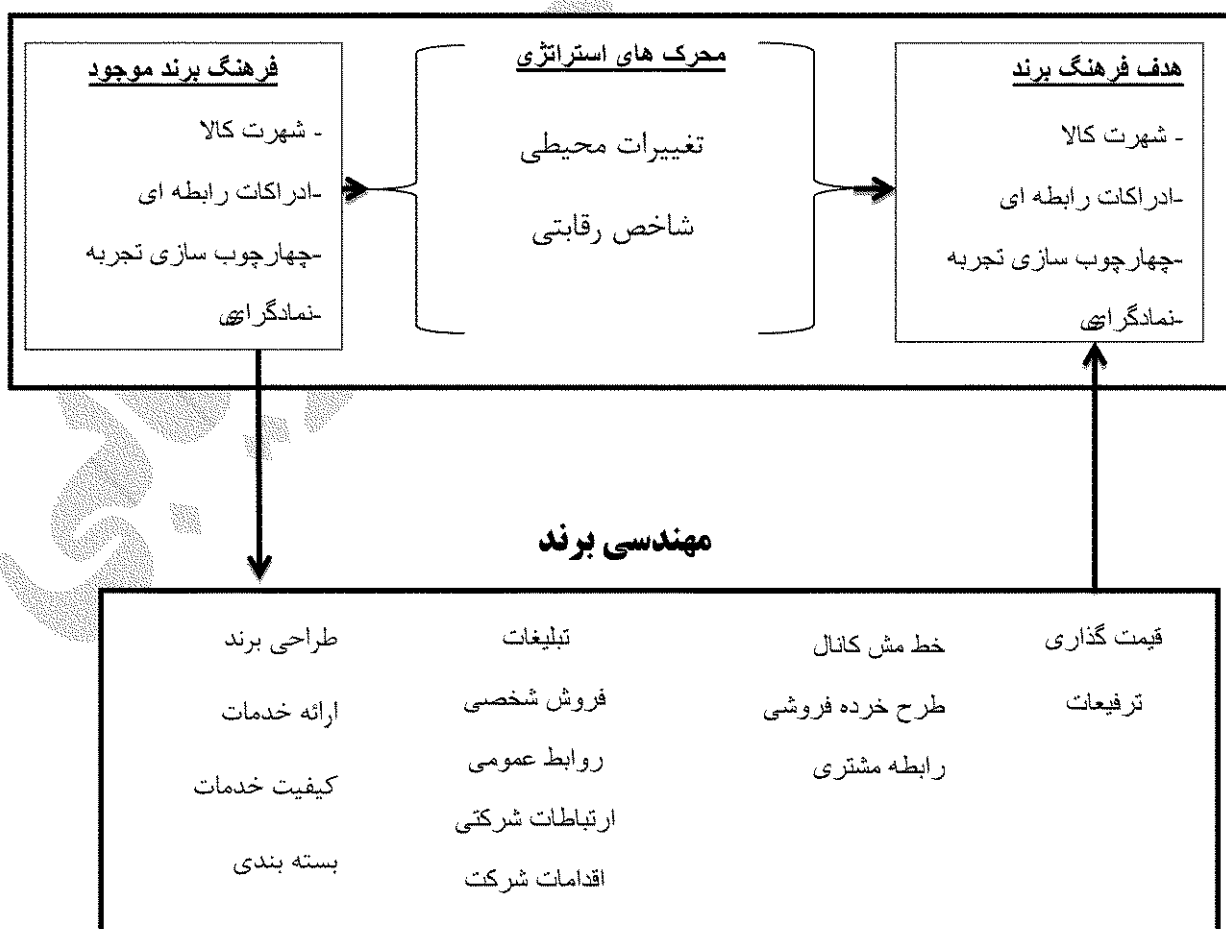 هدف فرهنگ برند
- شهرت کالا
-ادراکات رابطه ای
-چهارچوب سازی تجربه
-نمادگرایی
محرک های استراتژی
تغییرات محیطی
شاخص رقابتی
فرهنگ برند موجود
- شهرت کالا
-ادراکات رابطه ای
-چهارچوب سازی تجربه
-نمادگرایی
مهندسی برند
قیمت گذاری
ترفیعات
خط مش کانال
طرح خرده فروشی
رابطه مشتری
تبلیغات
فروش شخصی
روابط عمومی
ارتباطات شرکتی
اقدامات شرکت
طراحی برند
ارائه خدمات
کیفیت خدمات
بسته بندی